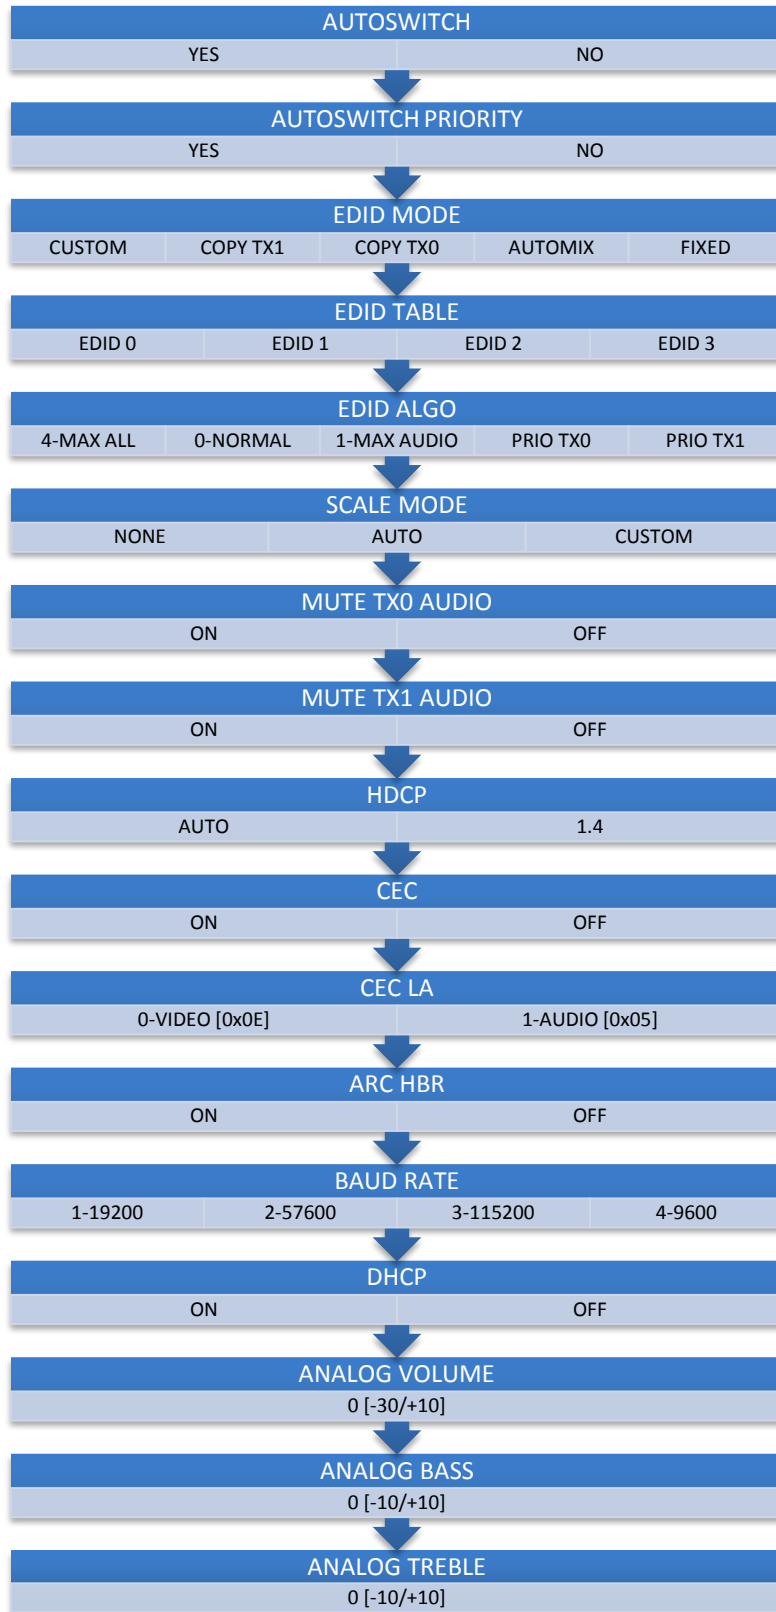 AUTOSWITCH
YES NO
AUTOSWITCH PRIORITY
YES NO
EDID MODE
CUSTOM COPY TX1 COPY TX0 AUTOMIX FIXED
EDID TABLE
EDID 0 EDID 1 EDID 2 EDID 3
EDID ALGO
4-MAX ALL 0-NORMAL 1-MAX AUDIO PRIO TX0 PRIO TX1
SCALE MODE
NONE AUTO CUSTOM
MUTE TX0 AUDIO
ON OFF
MUTE TX1 AUDIO
ON OFF
HDCP
AUTO 1.4
CEC
ON OFF
CEC LA
0-VIDEO [0x0E] 1-AUDIO [0x05]
ARC HBR
ON OFF
BAUD RATE
1-19200 2-57600 3-115200 4-9600
DHCP
ON OFF
ANALOG VOLUME
0 [-30/+10]
ANALOG BASS
0 [-10/+10]
ANALOG TREBLE
0 [-10/+10]